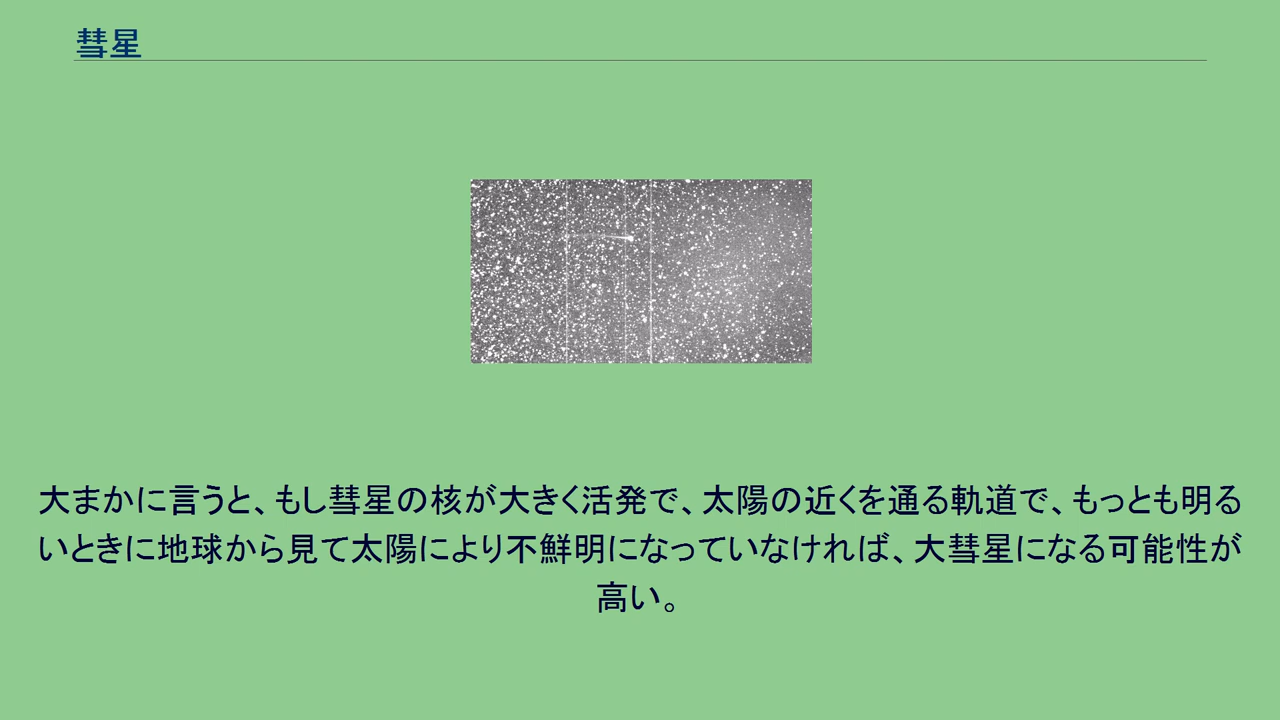 彗星
大まかに言うと、もし彗星の核が大きく活発で、太陽の近くを通る軌道で、もっとも明る
いときに地球から見て太陽により不鮮明になっていなければ、大彗星になる可能性が
高い。